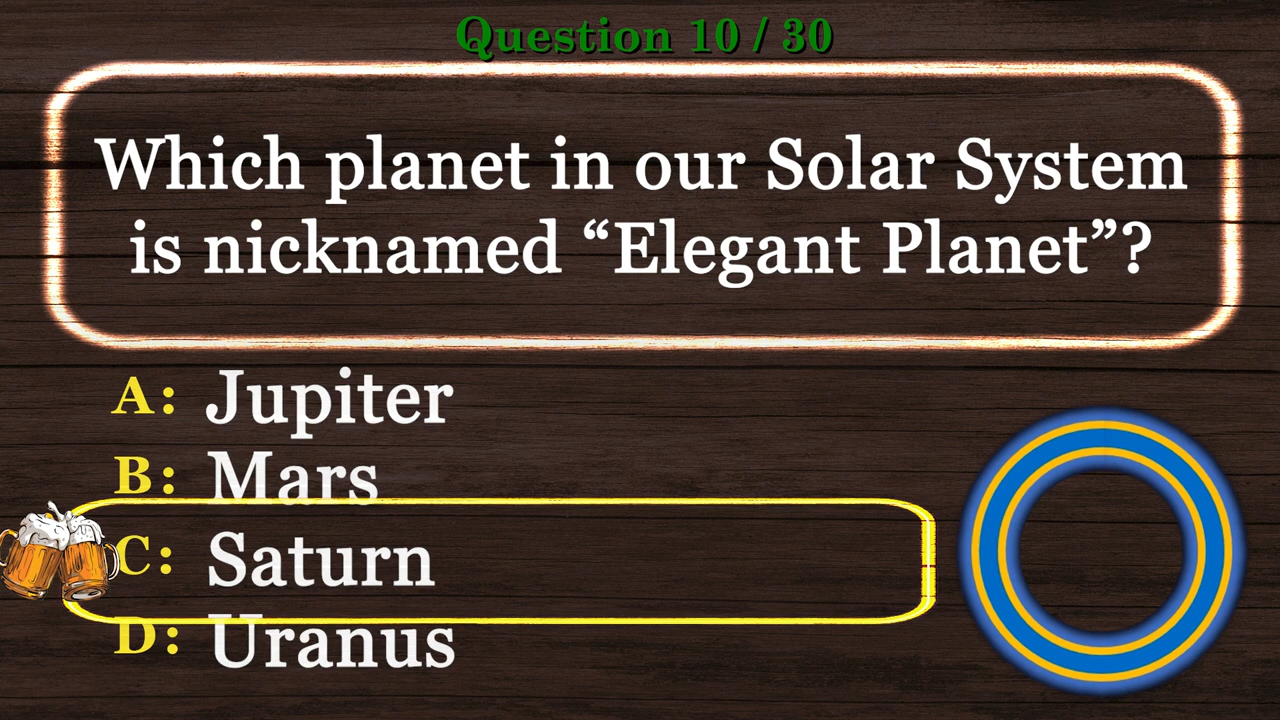 Question 10 / 30
Which planet in our Solar System
is nicknamed “Elegant Planet”?
A: Jupiter
B: Mars
C: Saturn
D: Uranus